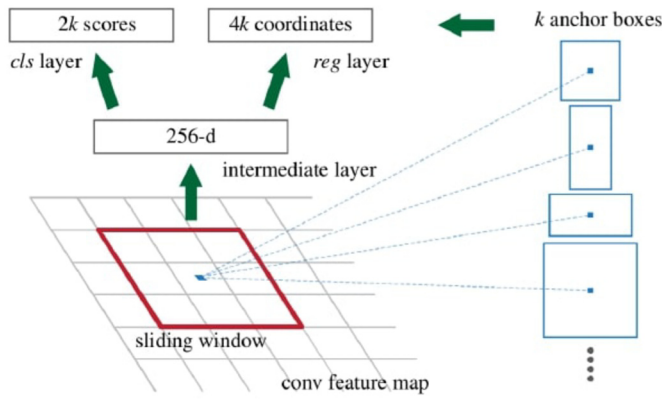 2k scores
4k coordinates
k anchor boxes
cls layer
reg layer
256-d
intermediate layer
sliding window
conv feature map